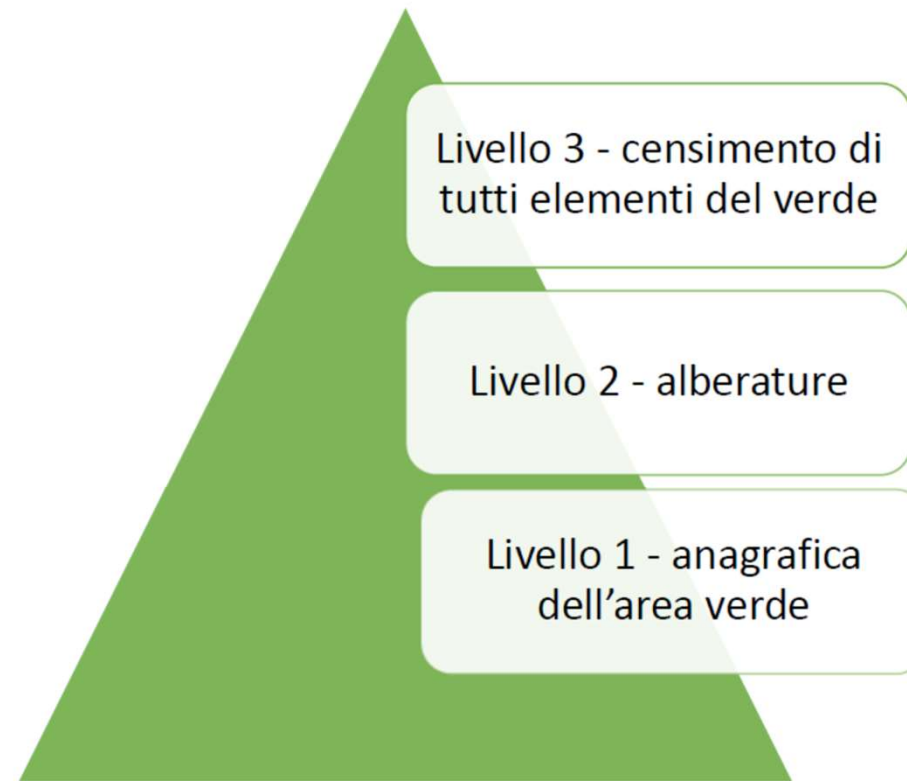 Livello 3 - censimento di
tutti elementi del verde
Livello 2 - alberature
Livello 1 - anagrafica
dell’area verde